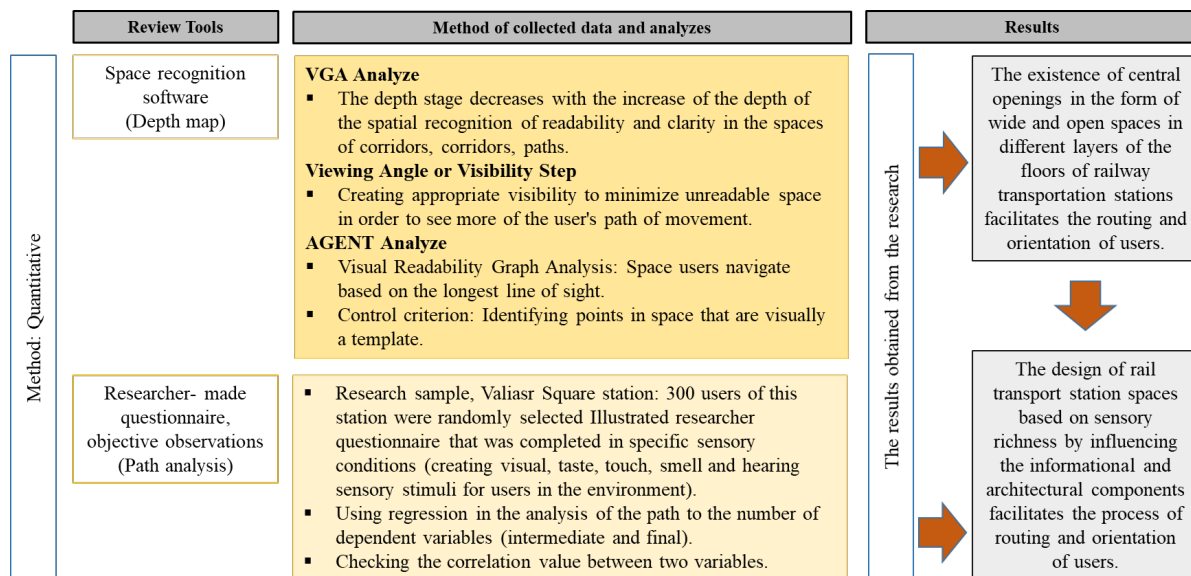 Review Tools
Method of collected data and analyzes
Results
Method: Quantitative
Space recognition
software
(Depth map)
VGA Analyze
▪ The depth stage decreases with the increase of the depth of
the spatial recognition of readability and clarity in the spaces
of corridors, corridors, paths.
Viewing Angle or Visibility Step
▪ Creating appropriate visibility to minimize unreadable space
in order to see more of the user's path of movement.
AGENT Analyze
▪ Visual Readability Graph Analysis: Space users navigate
based on the longest line of sight.
▪ Control criterion: Identifying points in space that are visually
a template.
Researcher- made
questionnaire,
objective observations
(Path analysis)
▪ Research sample, Valiasr Square station: 300 users of this
station were randomly selected Illustrated researcher
questionnaire that was completed in specific sensory
conditions (creating visual, taste, touch, smell and hearing
sensory stimuli for users in the environment).
▪ Using regression in the analysis of the path to the number of
dependent variables (intermediate and final).
▪ Checking the correlation value between two variables.
The results obtained from the research
The existence of central
openings in the form of
wide and open spaces in
different layers of the
floors of railway
transportation stations
facilitates the routing and
orientation of users.
The design of rail
transport station spaces
based on sensory
richness by influencing
the informational and
architectural components
facilitates the process of
routing and orientation
of users.